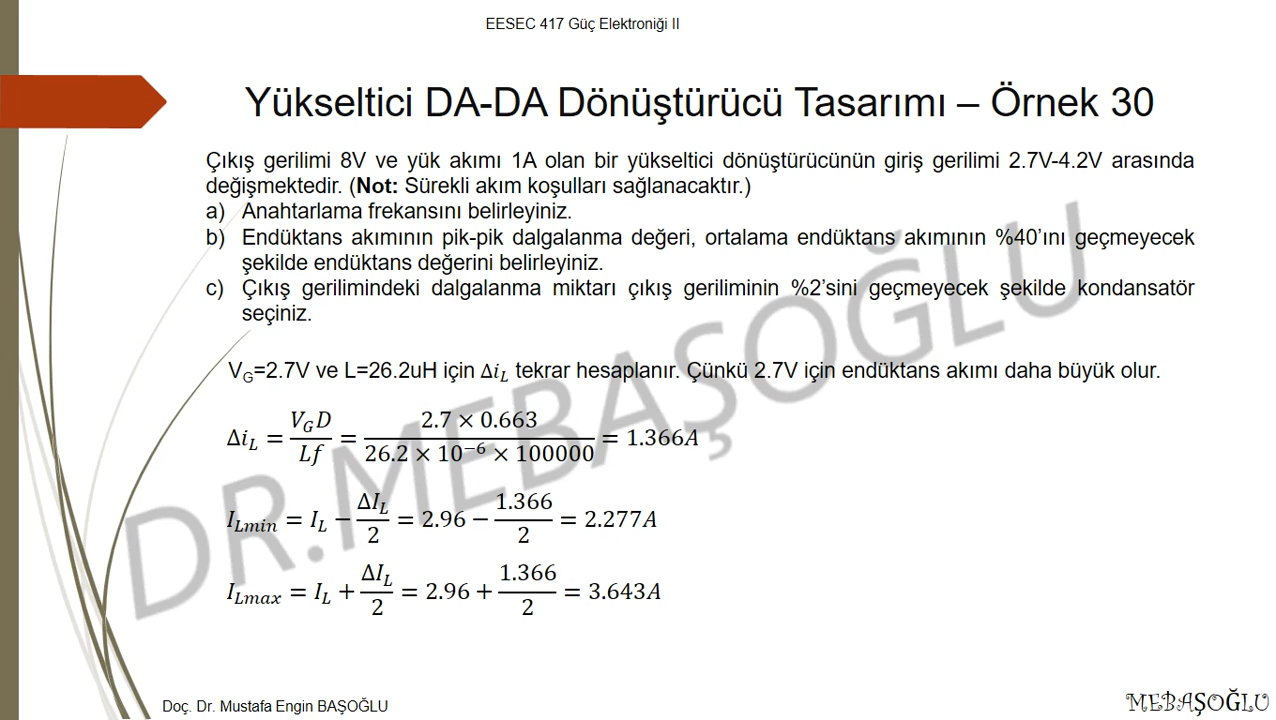 EESEC 417 Güç Elektroniği II
Yükseltici DA-DA Dönüştürücü Tasarımı – Örnek 30
Çıkış gerilimi 8V ve yük akımı 1A olan bir yükseltici dönüştürücünün giriş gerilimi 2.7V-4.2V arasında
değişmektedir. (Not: Sürekli akım koşulları sağlanacaktır.)
a) Anahtarlama frekansını belirleyiniz.
b) Endüktans akımının pik-pik dalgalanma değeri, ortalama endüktans akımının %40'ını geçmeyecek
şekilde endüktans değerini belirleyiniz.
c) Çıkış gerilimindeki dalgalanma miktarı çıkış geriliminin %2'sini geçmeyecek şekilde kondansatör
seçiniz.
V_G=2.7V ve L=26.2uH için Δi_L tekrar hesaplanır. Çünkü 2.7V için endüktans akımı daha büyük olur.
Δi_L = V_G D / Lf = 2.7 × 0.663 / 26.2 × 10^−6 × 100000 = 1.366A
I_Lmin = I_L − ΔI_L / 2 = 2.96 − 1.366 / 2 = 2.277A
I_Lmax = I_L + ΔI_L / 2 = 2.96 + 1.366 / 2 = 3.643A
DR.MEBAŞOĞLU
Doç. Dr. Mustafa Engin BAŞOĞLU
MEBAŞOĞLU